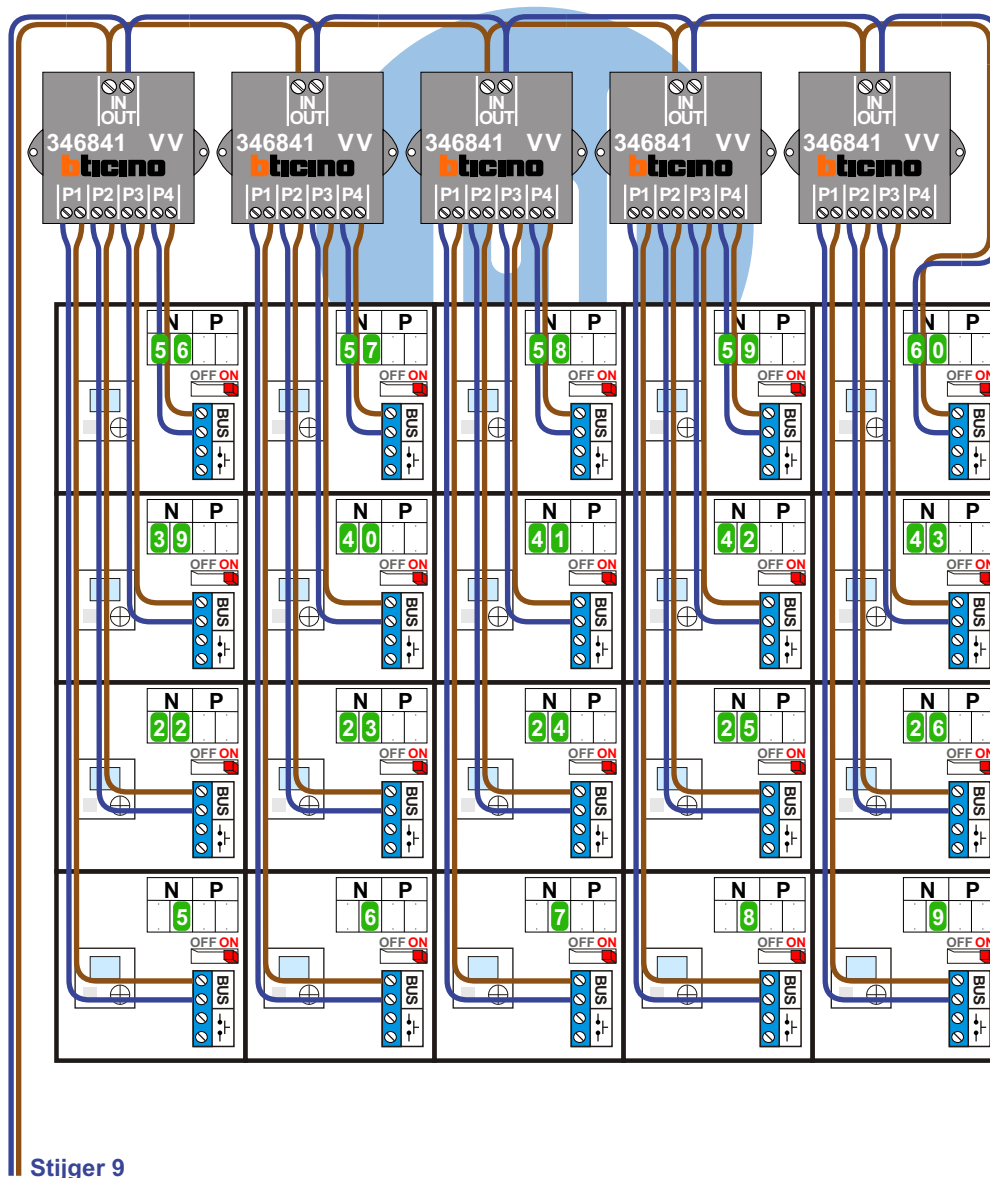 IN IN IN IN IN
OUT OUT OUT OUT OUT
346841 VV 346841 VV 346841 VV 346841 VV 346841 VV
bticino bticino bticino bticino bticino
P1 P2 P3 P4 P1 P2 P3 P4 P1 P2 P3 P4 P1 P2 P3 P4 P1 P2 P3 P4
N P N P N P N P N P
56 57 58 59 60
OFF ON OFF ON OFF ON OFF ON OFF ON
BUS BUS BUS BUS BUS
N P N P N P N P N P
39 40 41 42 43
OFF ON OFF ON OFF ON OFF ON OFF ON
BUS BUS BUS BUS BUS
N P N P N P N P N P
22 23 24 25 26
OFF ON OFF ON OFF ON OFF ON OFF ON
BUS BUS BUS BUS BUS
N P N P N P N P N P
5 6 7 8 9
OFF ON OFF ON OFF ON OFF ON OFF ON
BUS BUS BUS BUS BUS
Stijger 9